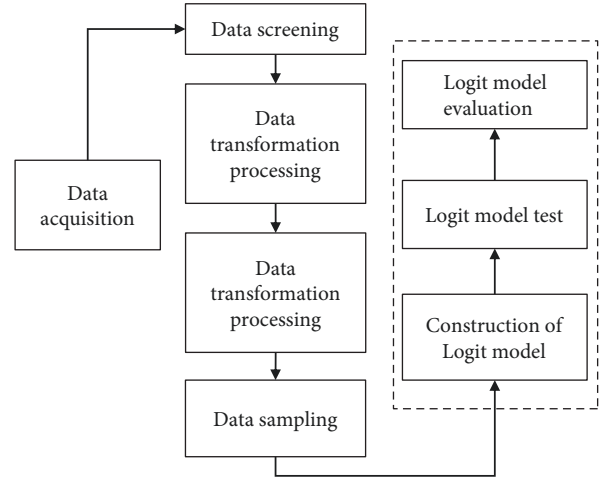 Data screening
Data
transformation
processing
Data
acquisition
Data
transformation
processing
Data sampling
Logit model
evaluation
Logit model test
Construction of
Logit model